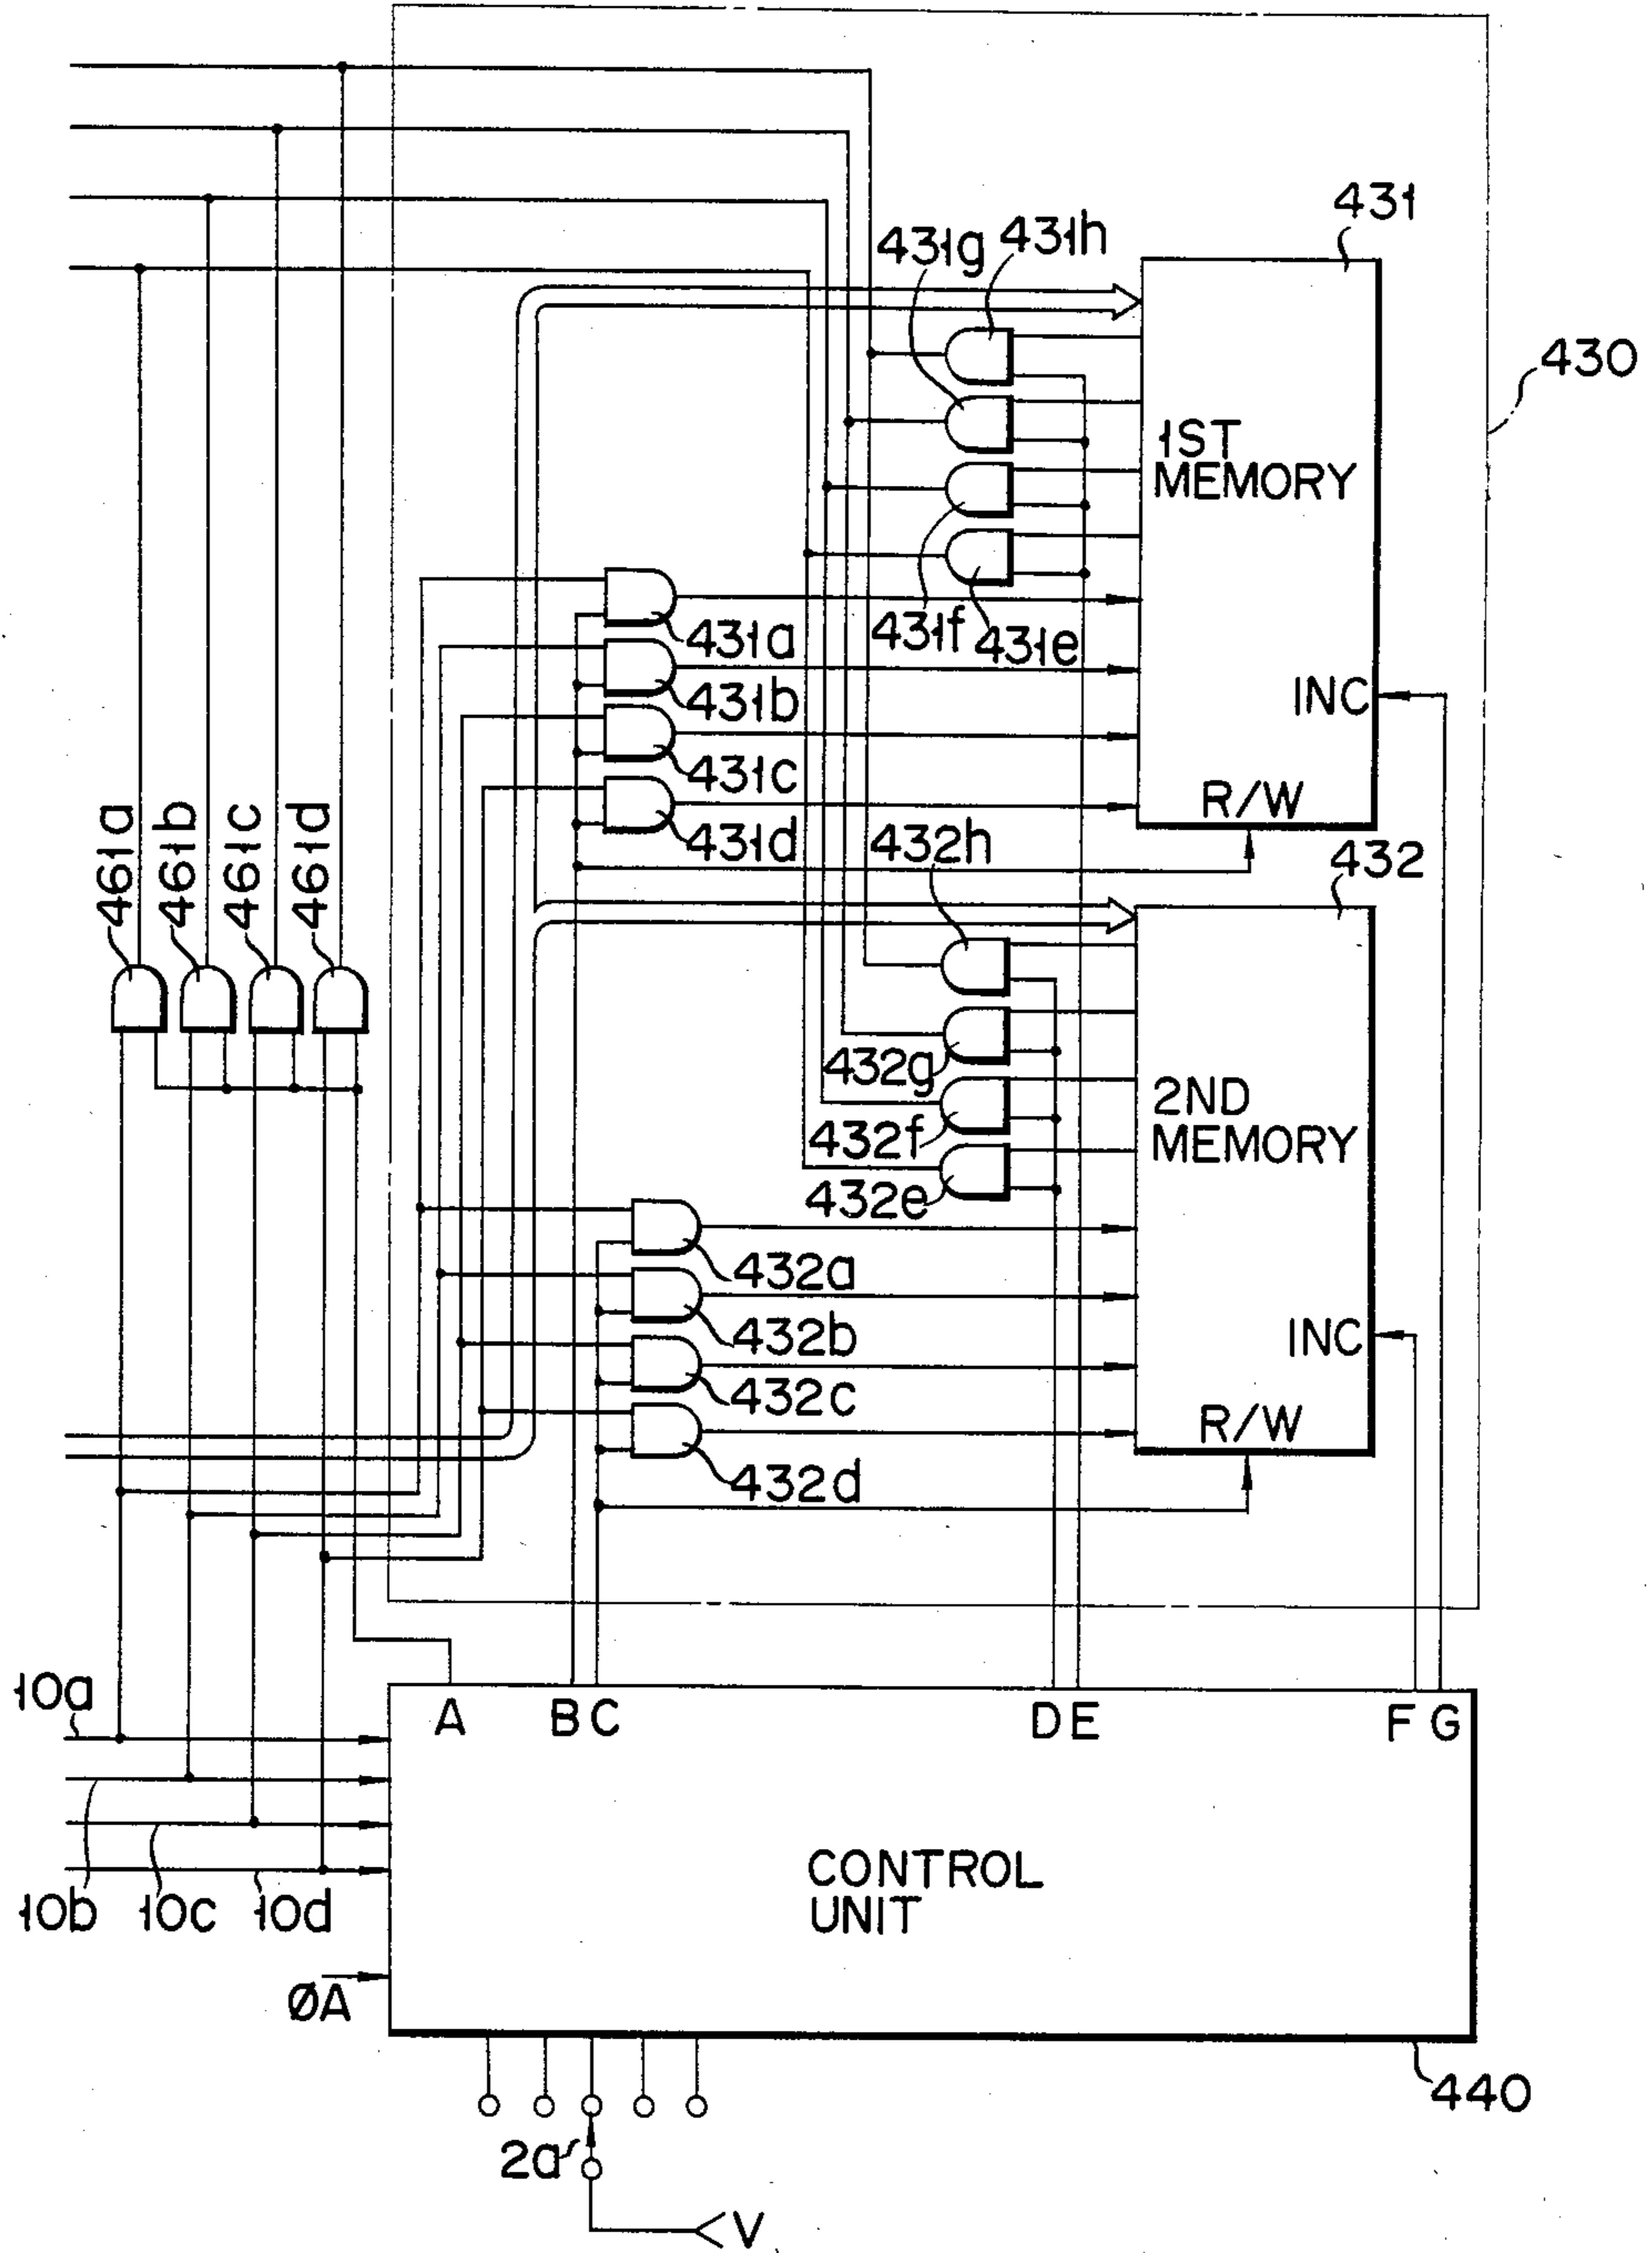 431
431g 431h
430
1ST
MEMORY
431a
431f 431e
431b
INC
431c
R/W
431d
461a 461b 461c 461d
432h
432
432g
2ND
MEMORY
432f
432e
432a
432b
INC
432c
R/W
432d
10a
A B C D E F G
10b 10c 10d
CONTROL
UNIT
ØA
440
2a
V